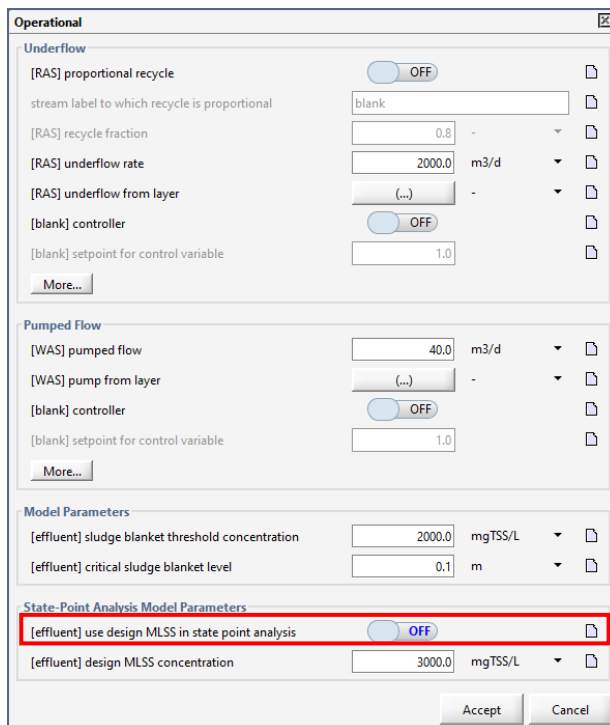 Operational
Underflow
[RAS] proportional recycle OFF
stream label to which recycle is proportional blank
[RAS] recycle fraction 0.8 -
[RAS] underflow rate 2000.0 m3/d
[RAS] underflow from layer (...) -
[blank] controller OFF
[blank] setpoint for control variable 1.0
More...
Pumped Flow
[WAS] pumped flow 40.0 m3/d
[WAS] pump from layer (...) -
[blank] controller OFF
[blank] setpoint for control variable 1.0
More...
Model Parameters
[effluent] sludge blanket threshold concentration 2000.0 mgTSS/L
[effluent] critical sludge blanket level 0.1 m
State-Point Analysis Model Parameters
[effluent] use design MLSS in state point analysis OFF
[effluent] design MLSS concentration 3000.0 mgTSS/L
Accept Cancel